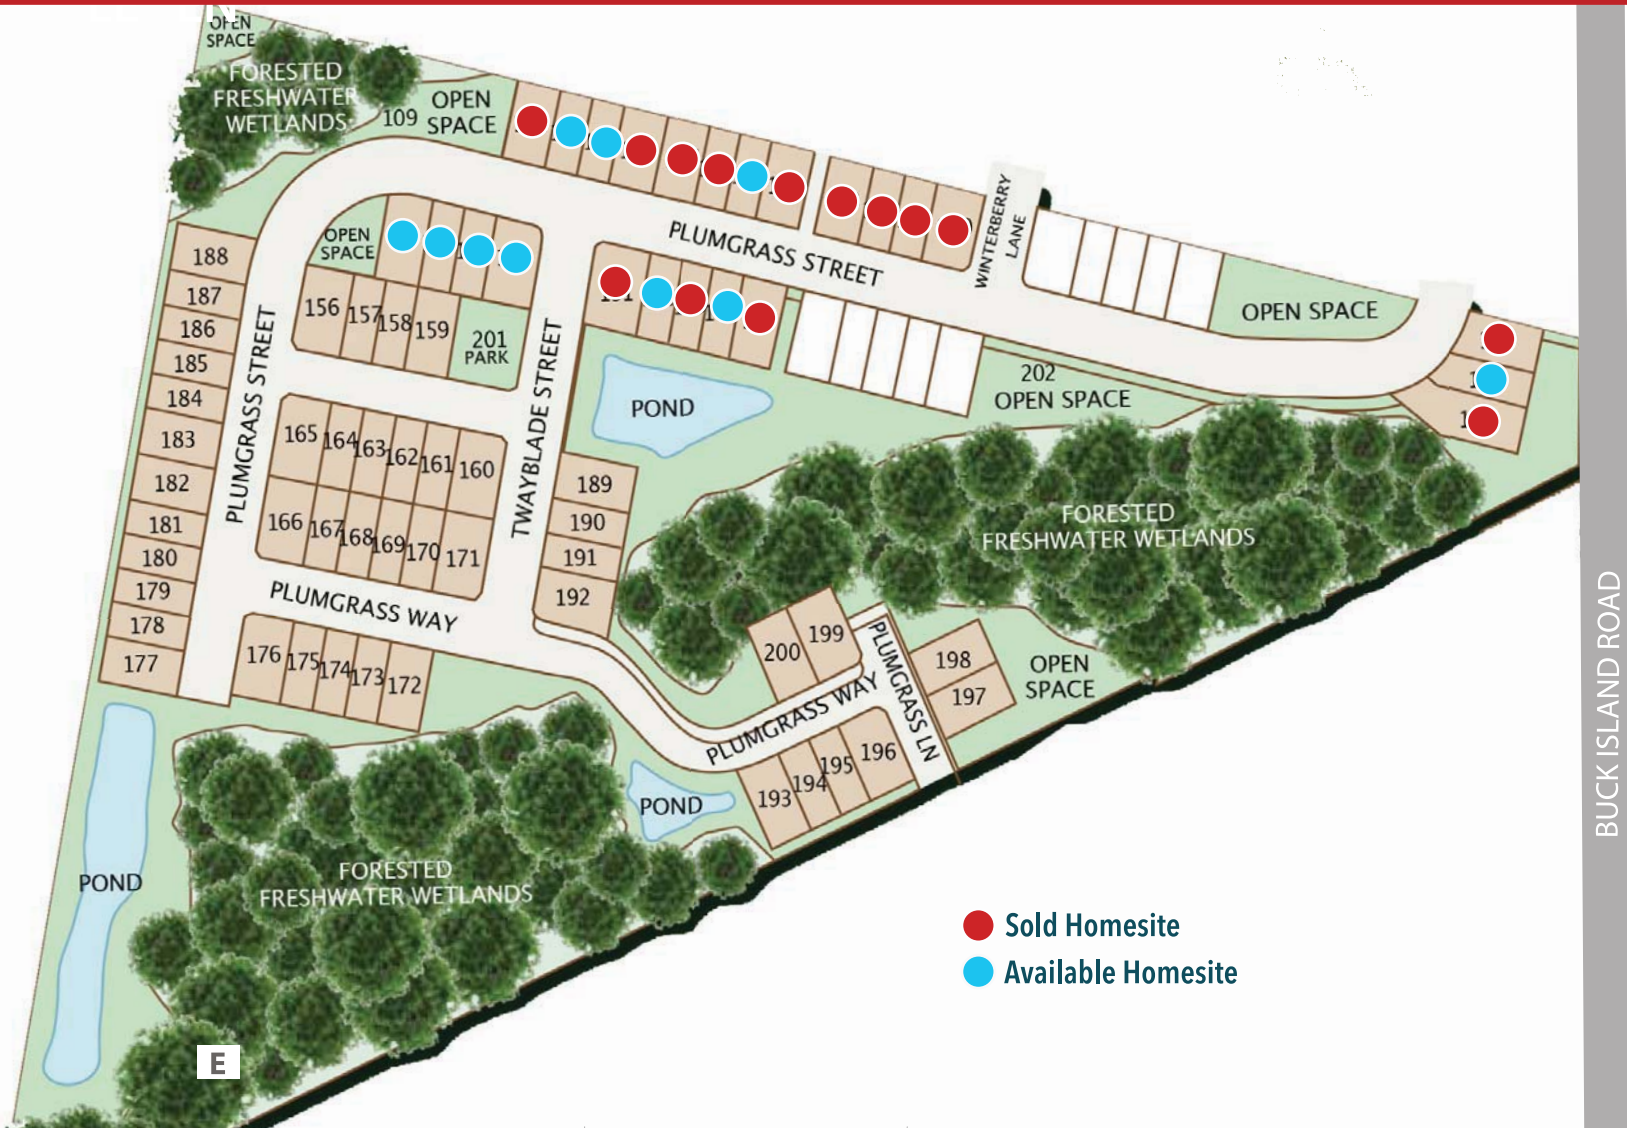 OPEN
SPACE
FORESTED
FRESHWATER
WETLANDS
109
OPEN
SPACE
PLUMGRASS STREET
WINTERBERRY
LANE
OPEN SPACE
OPEN
SPACE
188
187
186
185
184
183
182
181
180
179
178
177
156
157
158
159
201
PARK
PLUMGRASS STREET
TWAYBLADE STREET
POND
202
OPEN SPACE
165
164
163
162
161
160
166
167
168
169
170
171
189
190
191
192
PLUMGRASS WAY
176
175
174
173
172
FORESTED
FRESHWATER WETLANDS
200
199
PLUMGRASS WAY
PLUMGRASS LN
198
197
OPEN
SPACE
193
194
195
196
POND
POND
FORESTED
FRESHWATER WETLANDS
BUCK ISLAND ROAD
Sold Homesite
Available Homesite
E